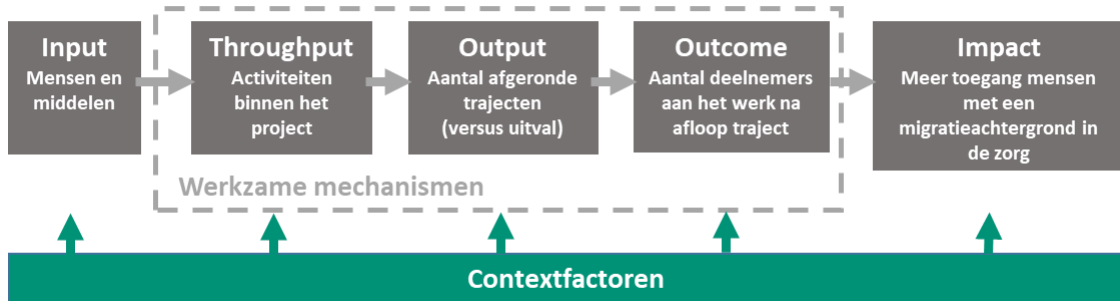 Input
Mensen en
middelen
Throughput
Activiteiten
binnen het
project
Output
Aantal afgeronde
trajecten
(versus uitval)
Outcome
Aantal deelnemers
aan het werk na
afloop traject
Impact
Meer toegang mensen
met een
migratieachtergrond in
de zorg
Werkzame mechanismen
Contextfactoren